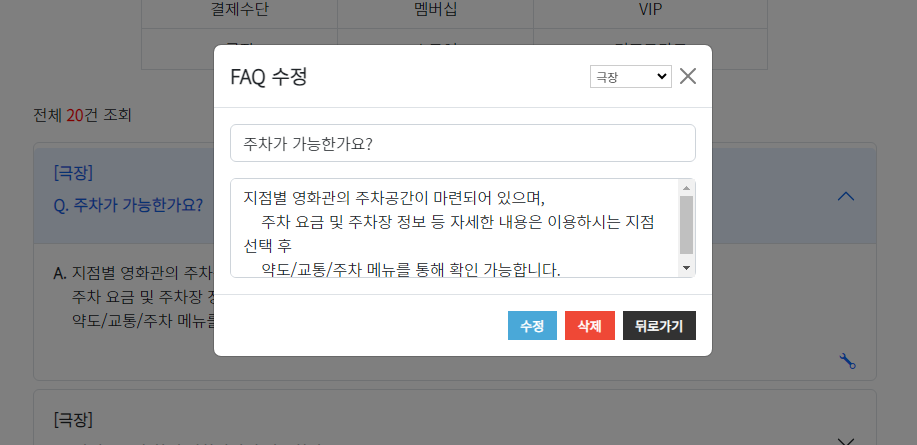 결제수단 멤버십 VIP
FAQ 수정 극장
전체 20건 조회
주차가 가능한가요?
지점별 영화관의 주차공간이 마련되어 있으며,
주차 요금 및 주차장 정보 등 자세한 내용은 이용하시는 지점
선택 후
약도/교통/주차 메뉴를 통해 확인 가능합니다.
수정 삭제 뒤로가기
[극장]
Q. 주차가 가능한가요?
A. 지점별 영화관의 주차
주차 요금 및 주차장
약도/교통/주차 메뉴를
[극장]